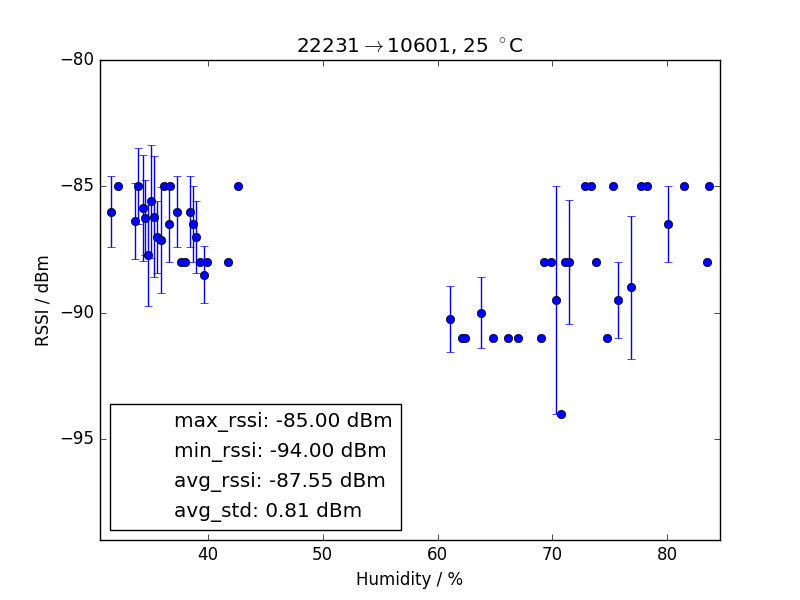 22231→10601, 25 °C
−80
−85
−90
−95
RSSI / dBm
max_rssi: -85.00 dBm
min_rssi: -94.00 dBm
avg_rssi: -87.55 dBm
avg_std: 0.81 dBm
40 50 60 70 80
Humidity / %